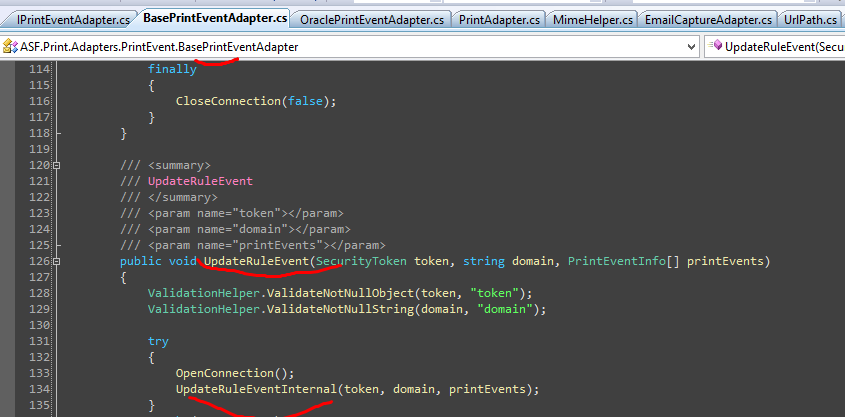 IPrintEventAdapter.cs BasePrintEventAdapter.cs OraclePrintEventAdapter.cs PrintAdapter.cs MimeHelper.cs EmailCaptureAdapter.cs UrlPath.cs
ASF.Print.Adapters.PrintEvent.BasePrintEventAdapter UpdateRuleEvent(Secu
114 finally
115 {
116 CloseConnection(false);
117 }
118 }
119
120 /// <summary>
121 /// UpdateRuleEvent
122 /// </summary>
123 /// <param name="token"></param>
124 /// <param name="domain"></param>
125 /// <param name="printEvents"></param>
126 public void UpdateRuleEvent(SecurityToken token, string domain, PrintEventInfo[] printEvents)
127 {
128 ValidationHelper.ValidateNotNullObject(token, "token");
129 ValidationHelper.ValidateNotNullString(domain, "domain");
130
131 try
132 {
133 OpenConnection();
134 UpdateRuleEventInternal(token, domain, printEvents);
135 }